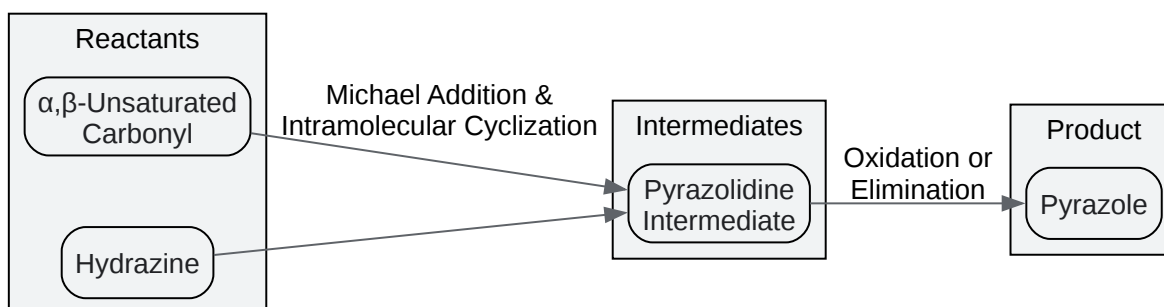 Reactants
α,β-Unsaturated
Carbonyl
Hydrazine
Michael Addition &
Intramolecular Cyclization
Intermediates
Pyrazolidine
Intermediate
Oxidation or
Elimination
Product
Pyrazole